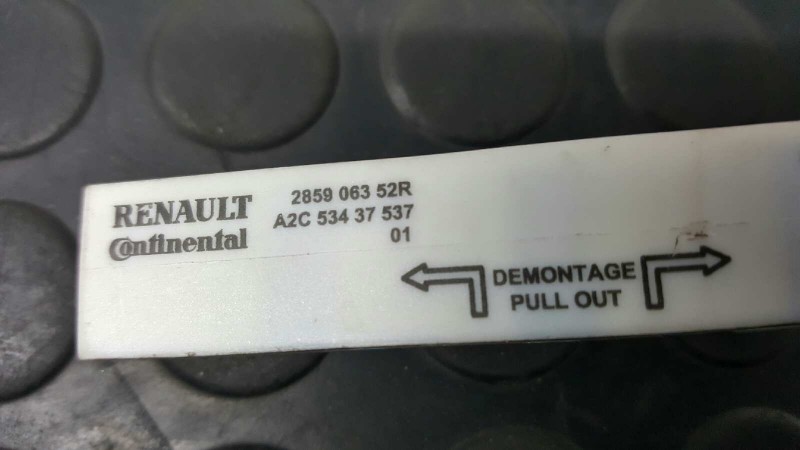 RENAULT
Continental
2859 063 52R
A2C 534 37 537
01
DEMONTAGE
PULL OUT